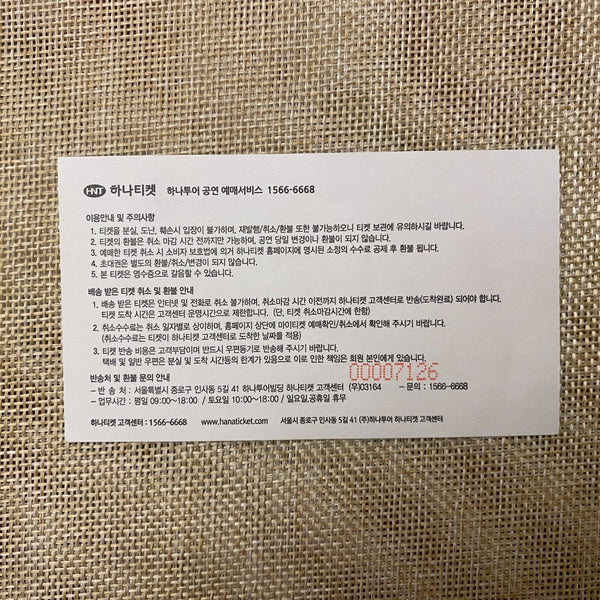 HNT 하나티켓 하나투어 공연 예매서비스 1566-6668
이용안내 및 주의사항
1. 티켓을 분실, 도난, 훼손시 입장이 불가하며, 재발행/취소/환불 또한 불가능하오니 티켓 보관에 유의하시길 바랍니다.
2. 티켓의 환불은 취소 마감 시간 전까지만 가능하며, 공연 당일 변경이나 환불이 되지 않습니다.
3. 예매한 티켓 취소 시 소비자 보호법에 의거 하나티켓 홈페이지에 명시된 소정의 수수료 공제 후 환불 됩니다.
4. 초대권은 별도의 환불/취소/변경이 되지 않습니다.
5. 본 티켓은 영수증으로 갈음할 수 있습니다.
배송 받은 티켓 취소 및 환불 안내
1. 배송 받은 티켓은 인터넷 및 전화로 취소 불가하며, 취소마감 시간 이전까지 하나티켓 고객센터로 반송(도착완료) 되어야 합니다.
티켓 도착 시간은 고객센터 운영시간으로 제한합니다. (단, 티켓 취소마감시간에 한함)
2. 취소수수료는 취소 일자별로 상이하며, 홈페이지 상단에 마이티켓 예매확인/취소에서 확인해 주시기 바랍니다.
(취소수수료는 티켓이 하나티켓 고객센터로 도착한 날짜를 적용)
3. 티켓 반송 비용은 고객부담이며 반드시 우편등기로 반송해 주시기 바랍니다.
택배 및 일반 우편은 분실 및 도착 시간등의 한계가 있음으로 이로 인한 책임은 회원 본인에게 있습니다.
00007126
반송처 및 환불 문의 안내
- 반 송 처 : 서울특별시 종로구 인사동 5길 41 하나투어빌딩 하나티켓 고객센터 (우)03164 - 문의 : 1566-6668
- 업무시간 : 평일 09:00~18:00 / 토요일 10:00~18:00 / 일요일,공휴일 휴무
하나티켓 고객센터 : 1566-6668 www.hanaticket.com 서울시 종로구 인사동 5길 41 (주)하나투어 하나티켓 고객센터